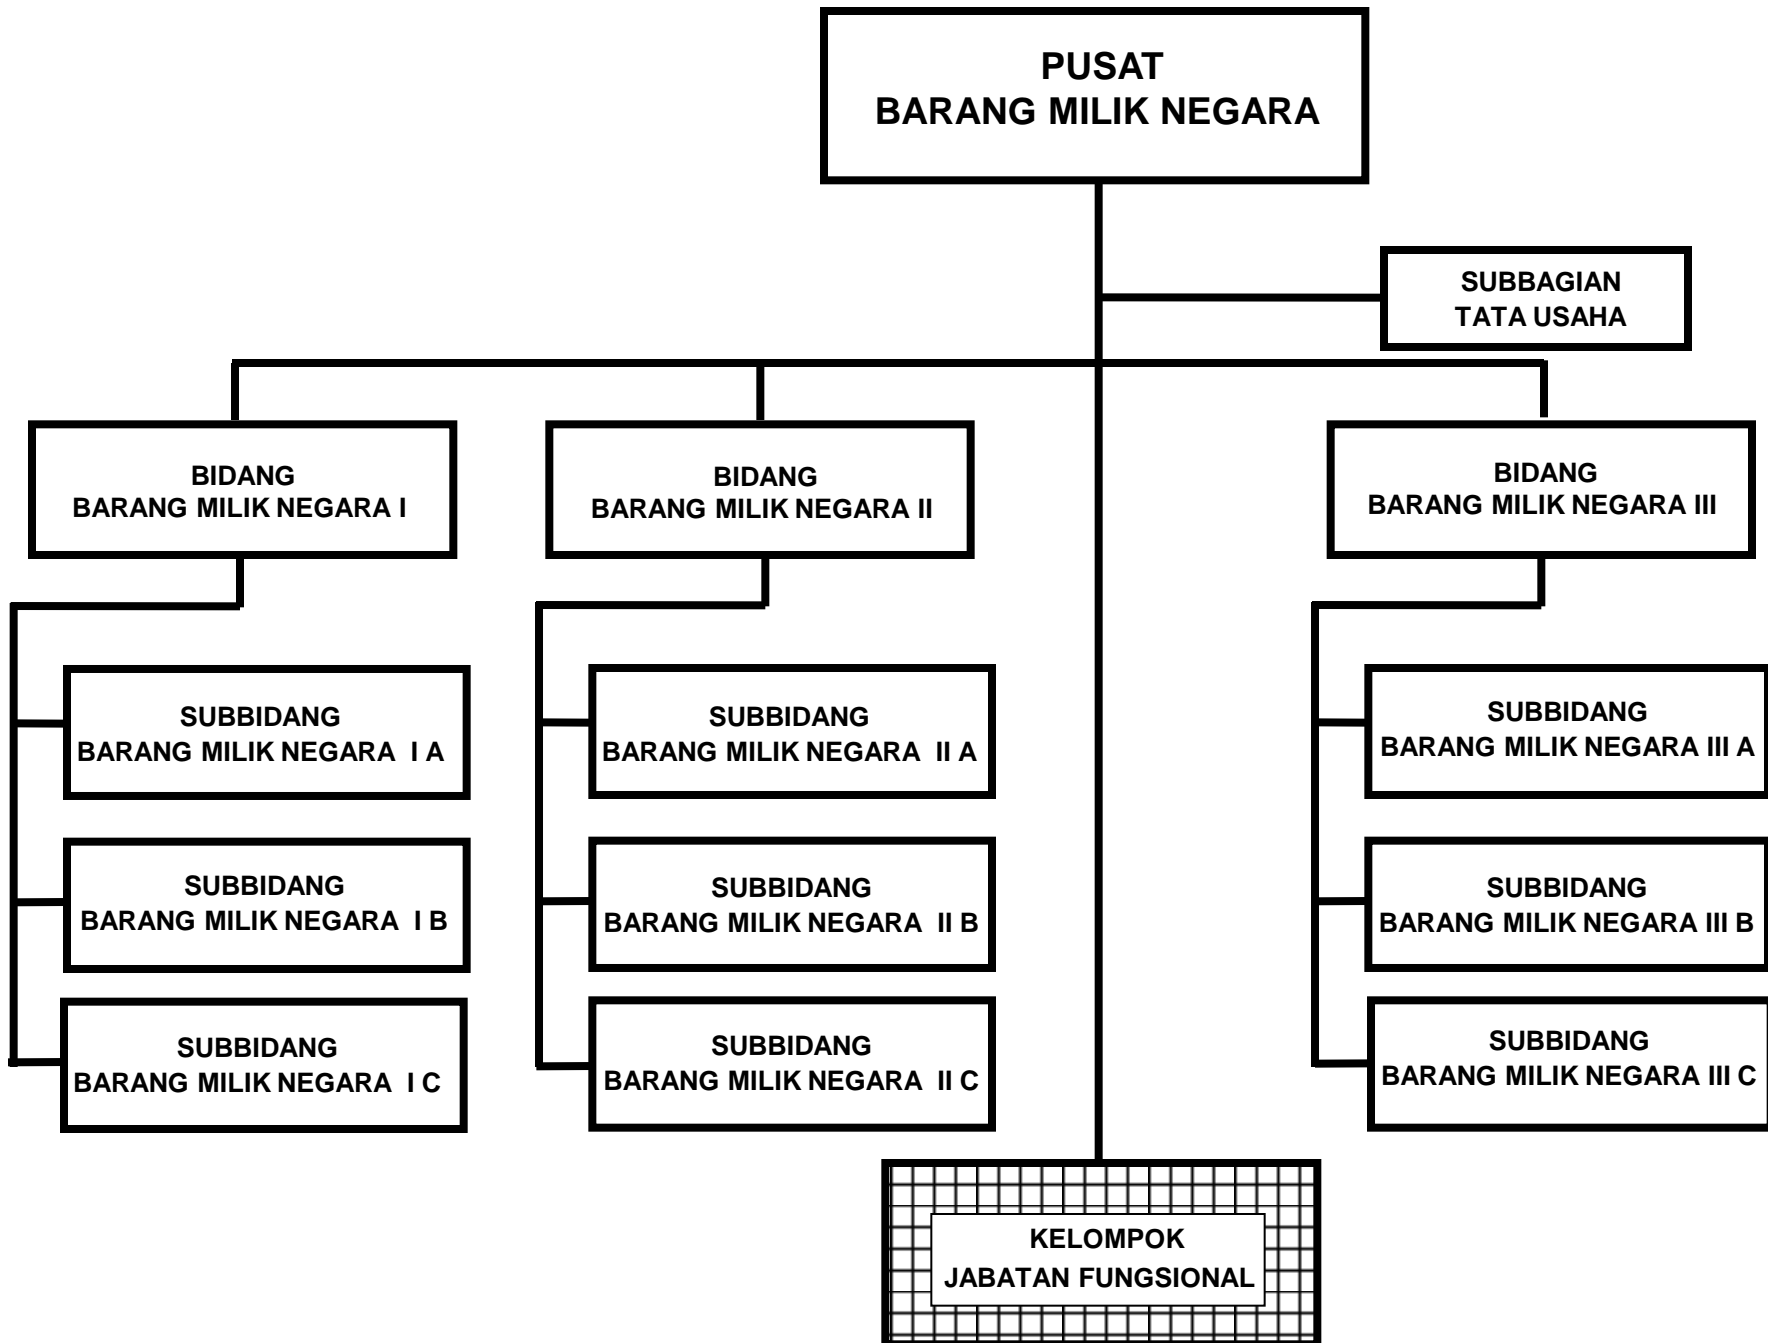 PUSAT
BARANG MILIK NEGARA
SUBBAGIAN
TATA USAHA
BIDANG
BARANG MILIK NEGARA I
BIDANG
BARANG MILIK NEGARA II
BIDANG
BARANG MILIK NEGARA III
SUBBIDANG
BARANG MILIK NEGARA I A
SUBBIDANG
BARANG MILIK NEGARA II A
SUBBIDANG
BARANG MILIK NEGARA III A
SUBBIDANG
BARANG MILIK NEGARA I B
SUBBIDANG
BARANG MILIK NEGARA II B
SUBBIDANG
BARANG MILIK NEGARA III B
SUBBIDANG
BARANG MILIK NEGARA I C
SUBBIDANG
BARANG MILIK NEGARA II C
SUBBIDANG
BARANG MILIK NEGARA III C
KELOMPOK
JABATAN FUNGSIONAL